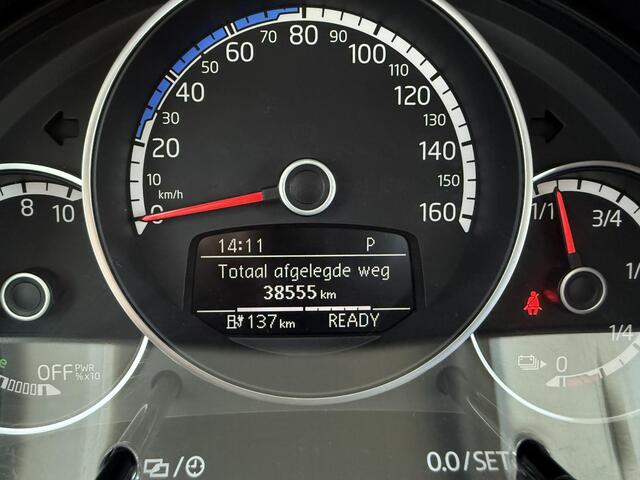 60 70 80 90 100
50 110
40 120
30 130
20 140
10 150
km/h
0 160
8 10
1/1 3/4
1/
1/4
0
14:11 P
Totaal afgelegde weg
38555 km
137 km READY
OFF PWR
% x10
e
0.0 / SET